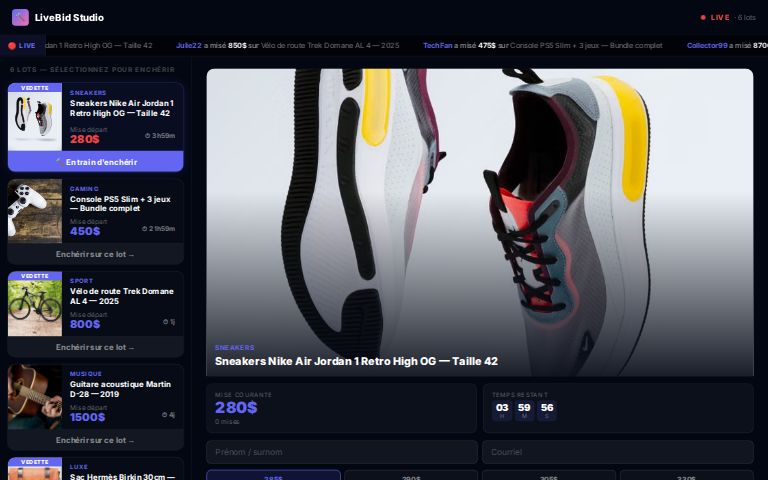 LiveBid Studio
LIVE · 6 lots
LIVE
dan 1 Retro High OG — Taille 42
Julie22 a misé 850$ sur Vélo de route Trek Domane AL 4 — 2025
TechFan a misé 475$ sur Console PS5 Slim + 3 jeux — Bundle complet
Collector99 a misé 870
6 LOTS — SÉLECTIONNEZ POUR ENCHÉRIR
VEDETTE
SNEAKERS
Sneakers Nike Air Jordan 1
Retro High OG — Taille 42
Mise départ
280$
3h59m
En train d'enchérir
GAMING
Console PS5 Slim + 3 jeux
— Bundle complet
Mise départ
450$
21h59m
Enchérir sur ce lot →
VEDETTE
SPORT
Vélo de route Trek Domane
AL 4 — 2025
Mise départ
800$
1j
Enchérir sur ce lot →
MUSIQUE
Guitare acoustique Martin
D-28 — 2019
Mise départ
1500$
4j
Enchérir sur ce lot →
VEDETTE
LUXE
Sac Hermès Birkin 30cm —
SNEAKERS
Sneakers Nike Air Jordan 1 Retro High OG — Taille 42
MISE COURANTE
280$
0 mises
TEMPS RESTANT
03 59 56
H M S
Prénom / surnom
Courriel
285$ 290$ 305$ 330$